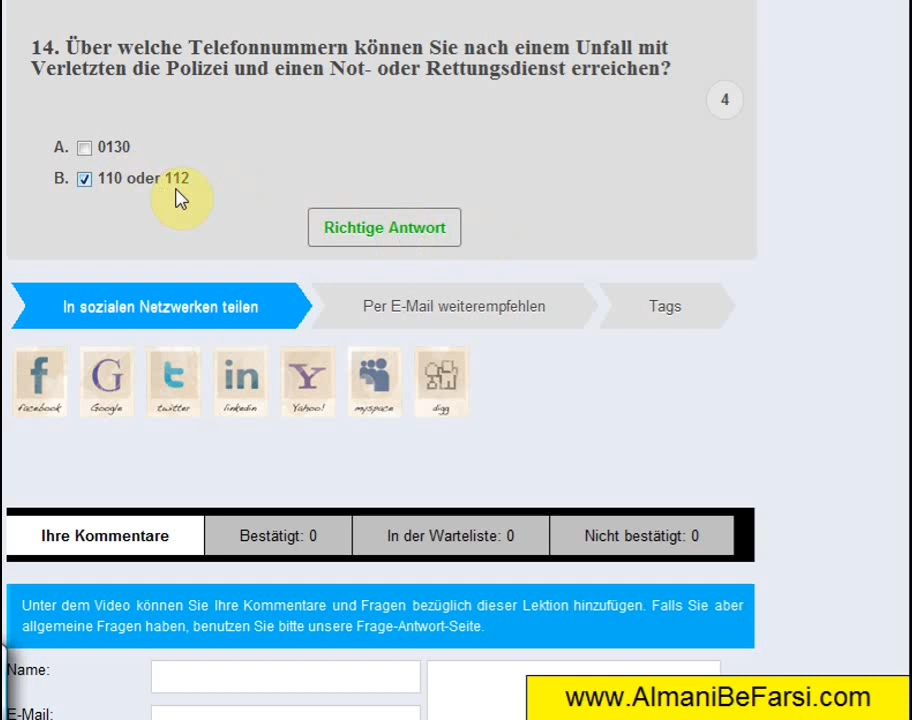 14. Über welche Telefonnummern können Sie nach einem Unfall mit
Verletzten die Polizei und einen Not- oder Rettungsdienst erreichen?
4
A. 0130
B. 110 oder 112
Richtige Antwort
In sozialen Netzwerken teilen
Per E-Mail weiterempfehlen
Tags
facebook
Google
twitter
linkedin
Yahoo!
myspace
digg
Ihre Kommentare
Bestätigt: 0
In der Warteliste: 0
Nicht bestätigt: 0
Unter dem Video können Sie Ihre Kommentare und Fragen bezüglich dieser Lektion hinzufügen. Falls Sie aber
allgemeine Fragen haben, benutzen Sie bitte unsere Frage-Antwort-Seite.
Name:
E-Mail:
www.AlmaniBeFarsi.com